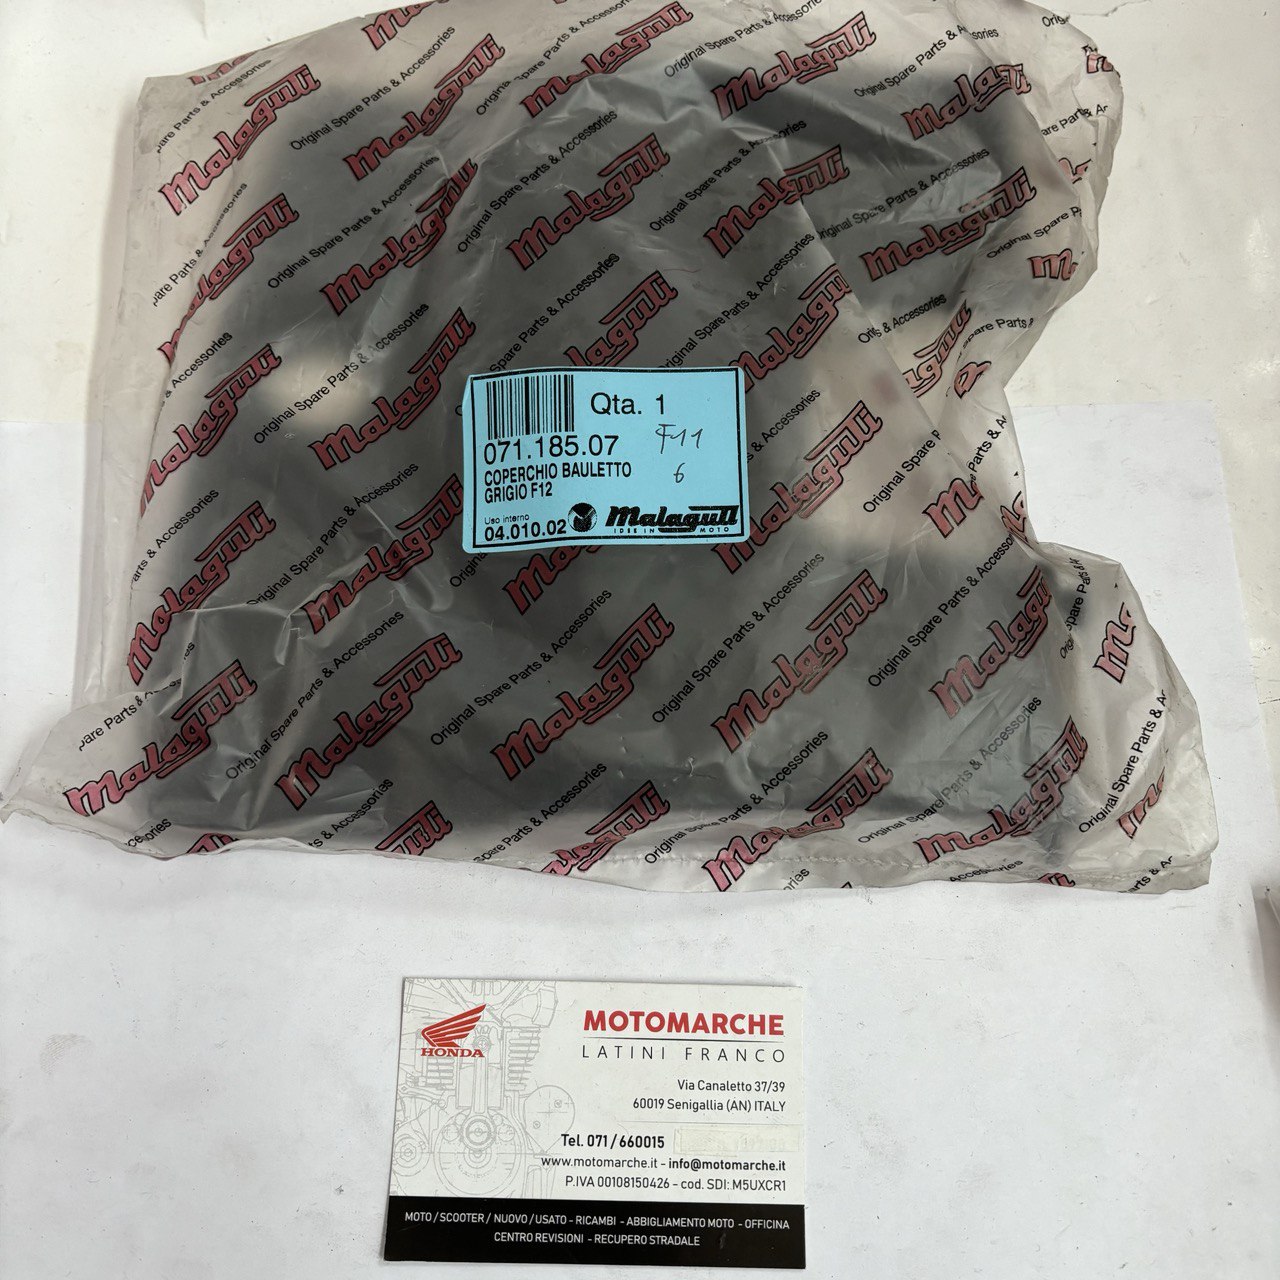 Malaguti
Original Spare Parts & Accessories
Qta. 1
071.185.07
F11
COPERCHIO BAULETTO
6
GRIGIO F12
Uso interno
04.010.02
Malaguti
IDEE IN MOTO
HONDA
MOTOMARCHE
LATINI FRANCO
Via Canaletto 37/39
60019 Senigallia (AN) ITALY
Tel. 071/660015
www.motomarche.it - info@motomarche.it
P.IVA 00108150426 - cod. SDI: M5UXCR1
MOTO/SCOOTER/ NUOVO/USATO - RICAMBI - ABBIGLIAMENTO MOTO - OFFICINA
CENTRO REVISIONI - RECUPERO STRADALE